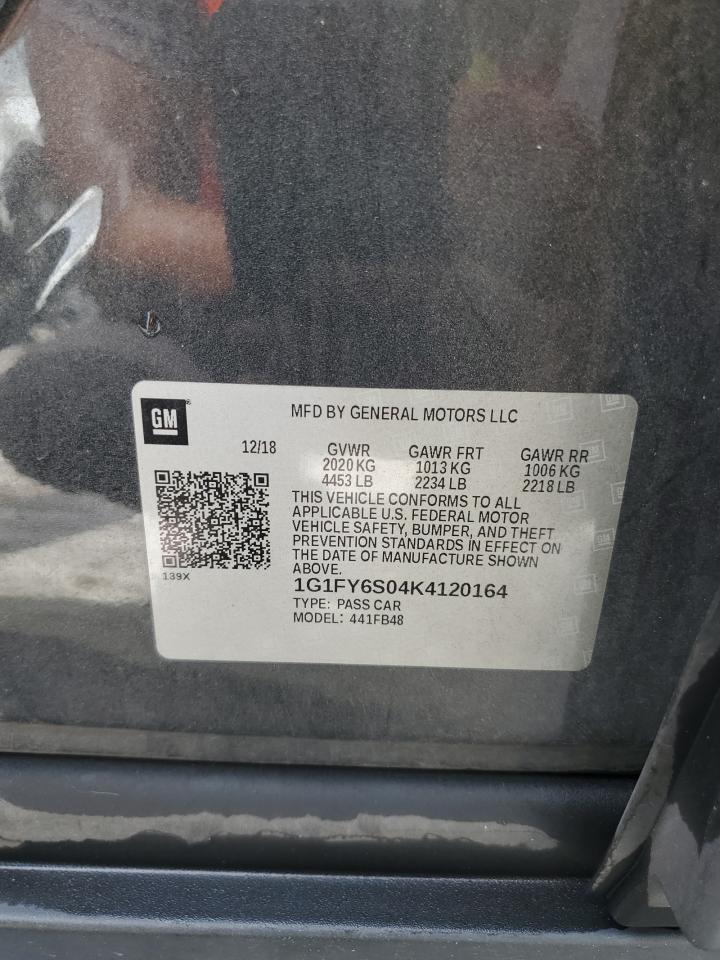 GM
MFD BY GENERAL MOTORS LLC
12/18
GVWR GAWR FRT GAWR RR
2020 KG 1013 KG 1006 KG
4453 LB 2234 LB 2218 LB
THIS VEHICLE CONFORMS TO ALL
APPLICABLE U.S. FEDERAL MOTOR
VEHICLE SAFETY, BUMPER, AND THEFT
PREVENTION STANDARDS IN EFFECT ON
THE DATE OF MANUFACTURE SHOWN
ABOVE.
139X
1G1FY6S04K4120164
TYPE: PASS CAR
MODEL: 441FB48